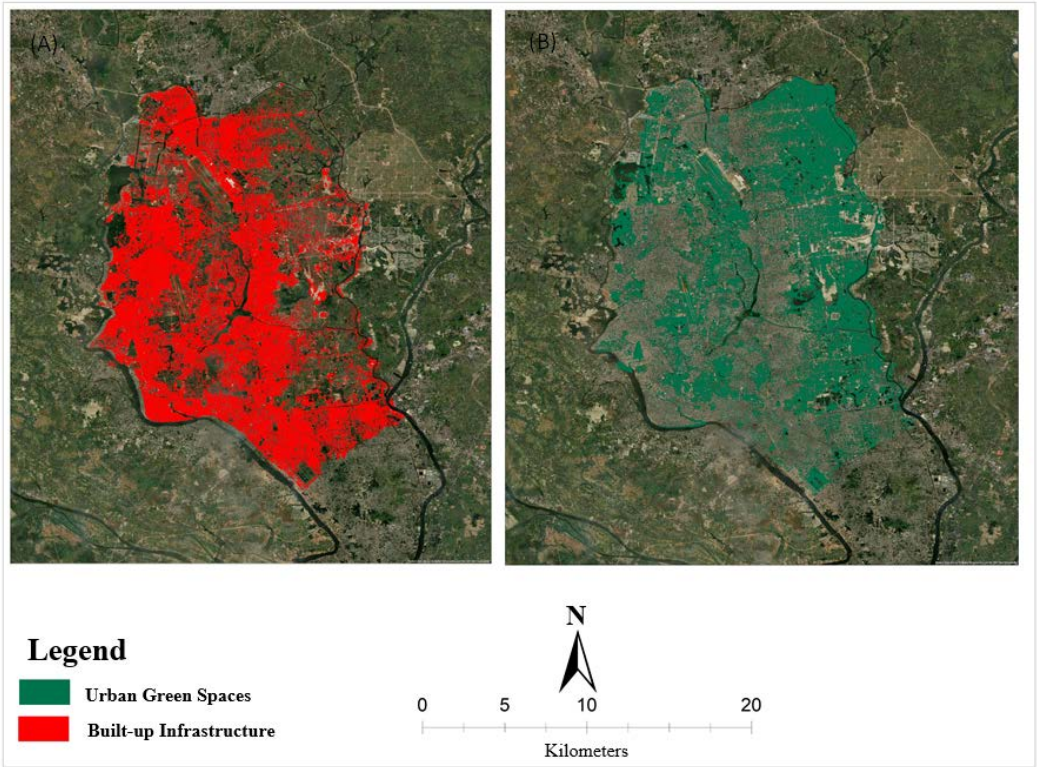 (A)
(B)
N
Legend
Urban Green Spaces
Built-up Infrastructure
0 5 10 20
Kilometers